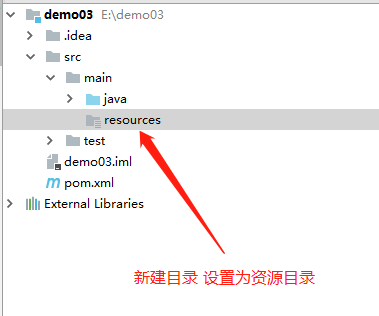 demo03 E:\demo03
.idea
src
main
java
resources
test
demo03.iml
pom.xml
External Libraries
新建目录 设置为资源目录